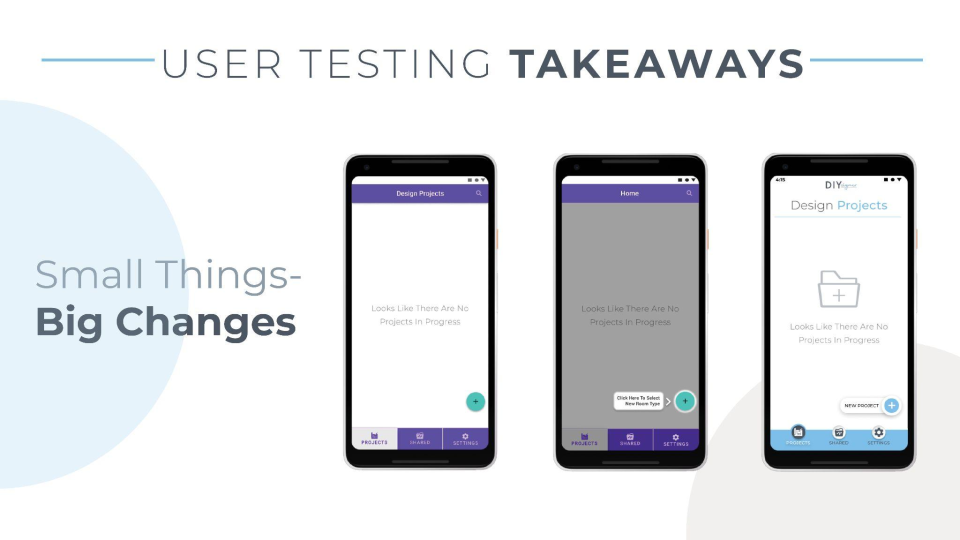 USER TESTING TAKEAWAYS
Small Things-
Big Changes
Design Projects
Looks Like There Are No
Projects In Progress
+
PROJECTS
SHARED
SETTINGS
Home
Looks Like There Are No
Projects In Progress
Click Here To Select
New Room Type
+
PROJECTS
SHARED
SETTINGS
4:15
DIY
Design Projects
Looks Like There Are No
Projects In Progress
NEW PROJECT +
PROJECTS
SHARED
SETTINGS